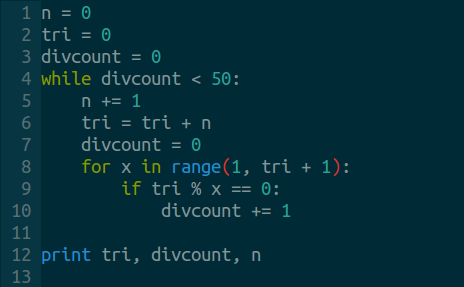 1 n = 0
2 tri = 0
3 divcount = 0
4 while divcount < 50:
5     n += 1
6     tri = tri + n
7     divcount = 0
8     for x in range(1, tri + 1):
9         if tri % x == 0:
10             divcount += 1
11
12 print tri, divcount, n
13